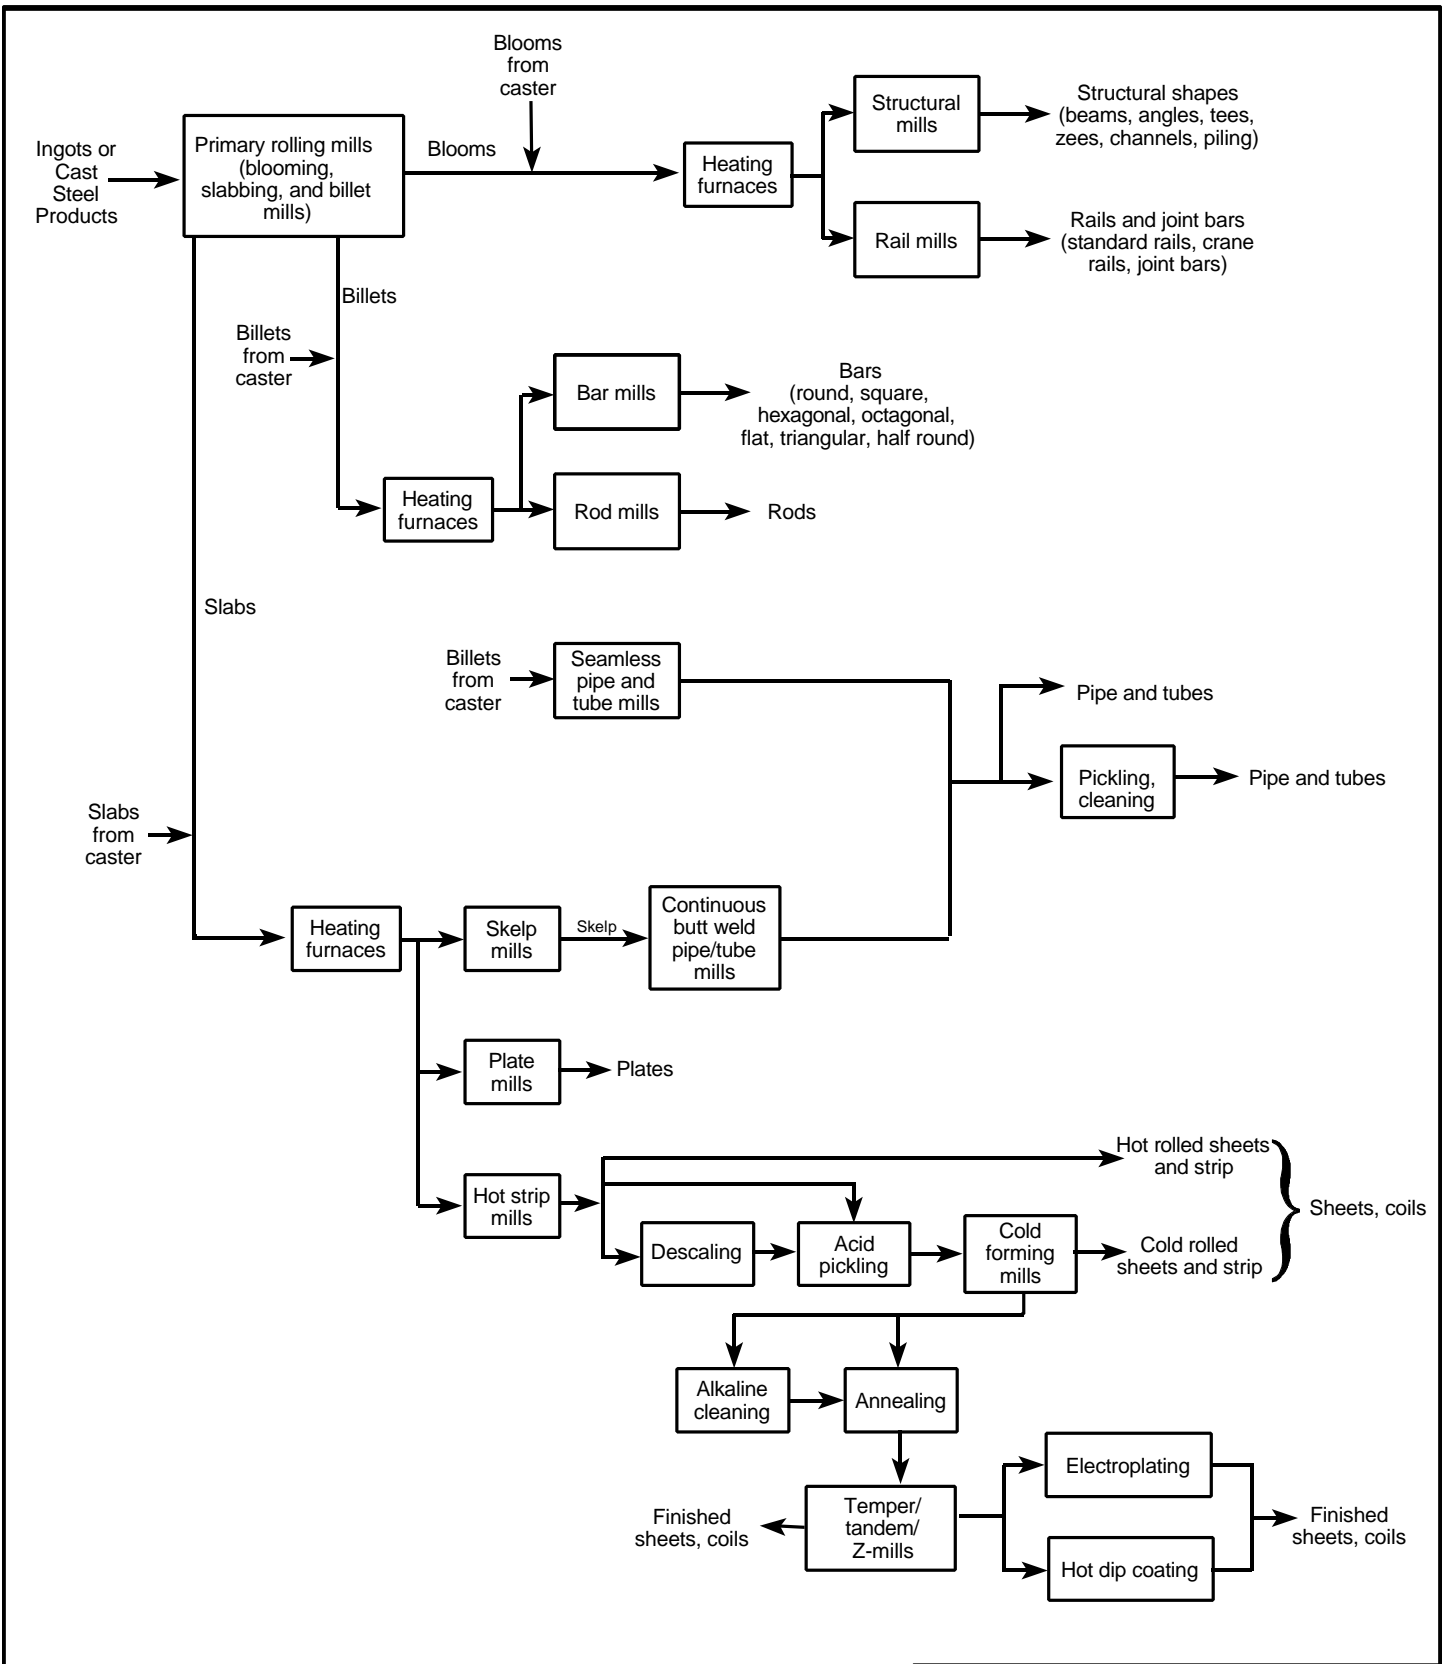 Blooms
from
caster
Structural
mills
Structural shapes
(beams, angles, tees,
zees, channels, piling)
Ingots or
Cast
Steel
Products
Primary rolling mills
(blooming,
slabbing, and billet
mills)
Blooms
Heating
furnaces
Rail mills
Rails and joint bars
(standard rails, crane
rails, joint bars)
Billets
Billets
from
caster
Bar mills
Bars
(round, square,
hexagonal, octagonal,
flat, triangular, half round)
Heating
furnaces
Rod mills
Rods
Slabs
Billets
from
caster
Seamless
pipe and
tube mills
Pipe and tubes
Pickling,
cleaning
Pipe and tubes
Slabs
from
caster
Heating
furnaces
Skelp
mills
Skelp
Continuous
butt weld
pipe/tube
mills
Plate
mills
Plates
Hot rolled sheets
and strip
Hot strip
mills
Sheets, coils
Descaling
Acid
pickling
Cold
forming
mills
Cold rolled
sheets and strip
Alkaline
cleaning
Annealing
Electroplating
Finished
sheets, coils
Temper/
tandem/
Z-mills
Finished
sheets, coils
Hot dip coating